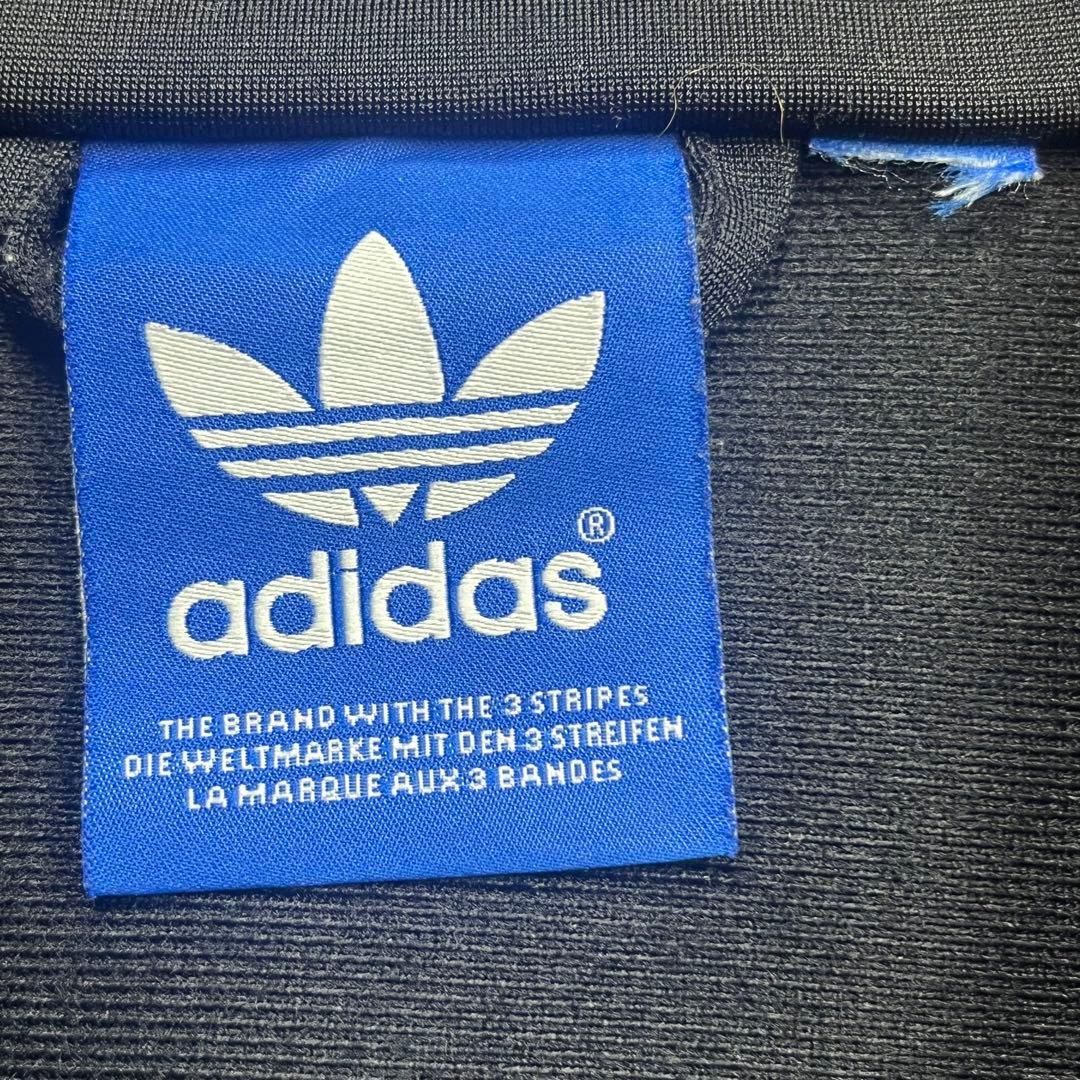 adidas®
THE BRAND WITH THE 3 STRIPES
DIE WELTMARKE MIT DEN 3 STREIFEN
LA MARQUE AUX 3 BANDES